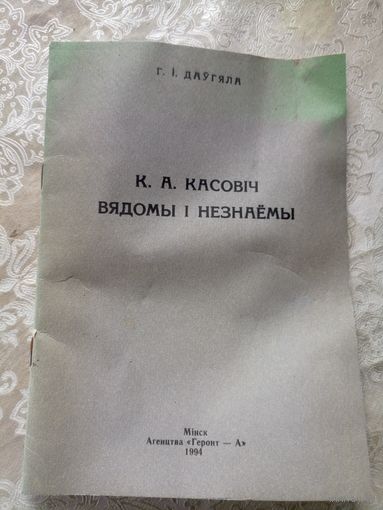 Г. І. ДАЎГЯЛА
К. А. КАСОВІЧ
ВЯДОМЫ І НЕЗНАЁМЫ
Мінск
Агенцтва «Геронт — А»
1994